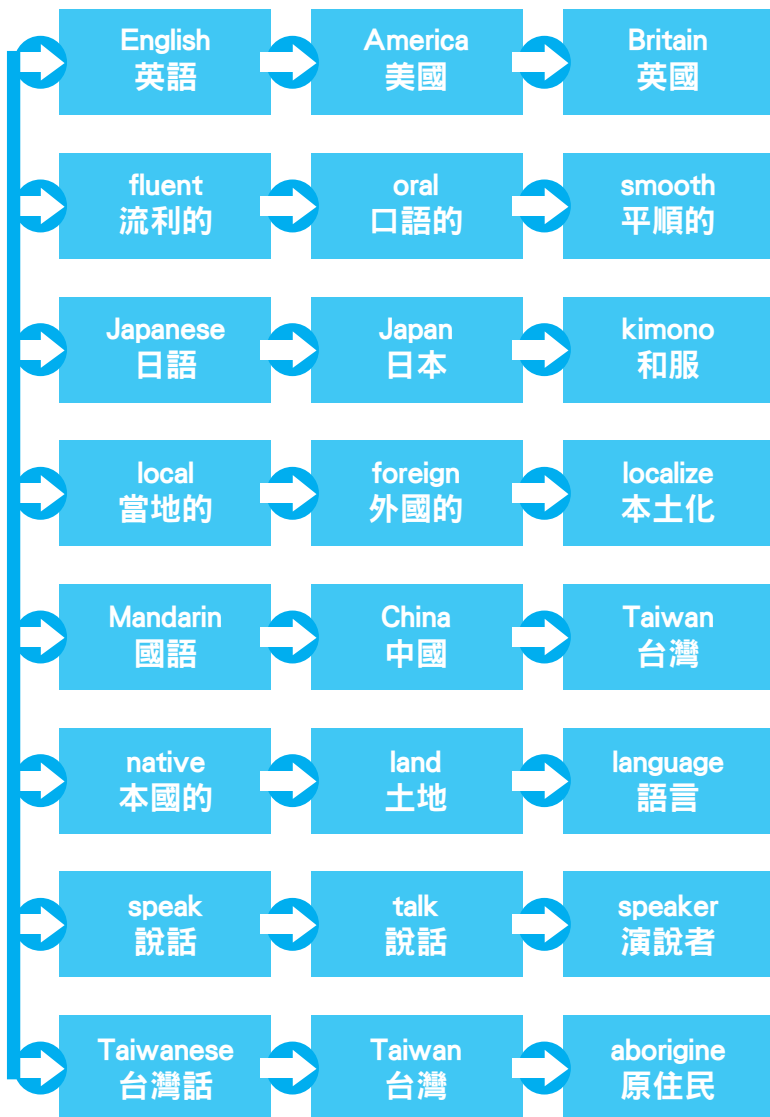 English
英語
America
美國
Britain
英國
fluent
流利的
oral
口語的
smooth
平順的
Japanese
日語
Japan
日本
kimono
和服
local
當地的
foreign
外國的
localize
本土化
Mandarin
國語
China
中國
Taiwan
台灣
native
本國的
land
土地
language
語言
speak
說話
talk
說話
speaker
演說者
Taiwanese
台灣話
Taiwan
台灣
aborigine
原住民